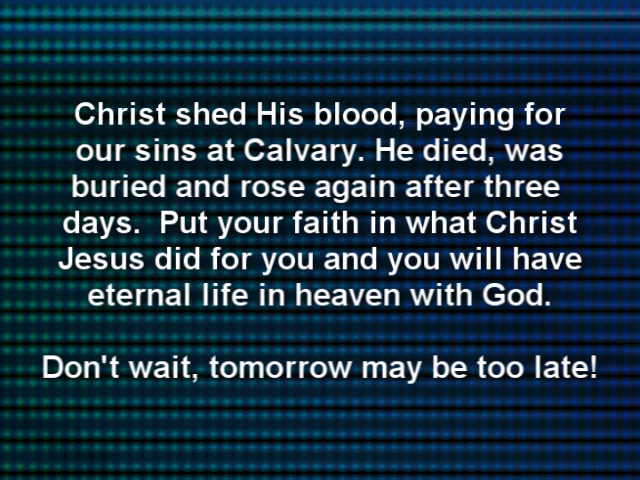 Christ shed His blood, paying for
our sins at Calvary. He died, was
buried and rose again after three
days.  Put your faith in what Christ
Jesus did for you and you will have
eternal life in heaven with God.
Don't wait, tomorrow may be too late!